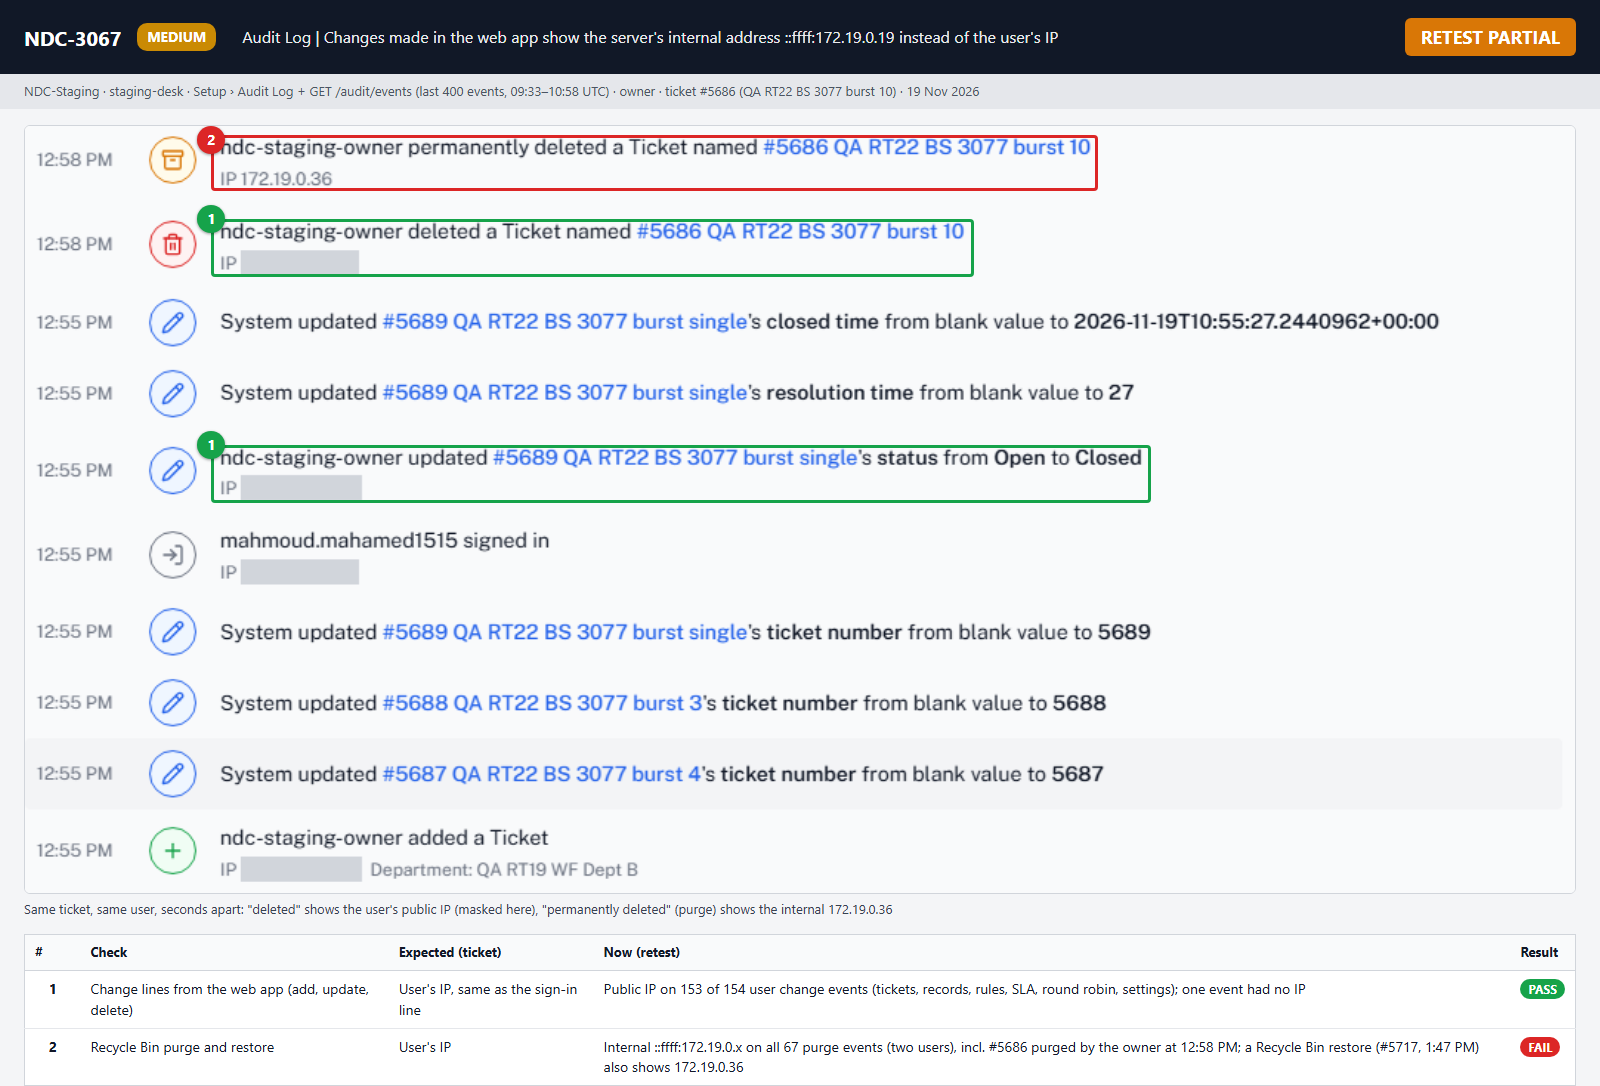 NDC-3067 MEDIUM Audit Log | Changes made in the web app show the server's internal address ::ffff:172.19.0.19 instead of the user's IP RETEST PARTIAL
NDC-Staging · staging-desk · Setup › Audit Log + GET /audit/events (last 400 events, 09:33–10:58 UTC) · owner · ticket #5686 (QA RT22 BS 3077 burst 10) · 19 Nov 2026
2
12:58 PM ndc-staging-owner permanently deleted a Ticket named #5686 QA RT22 BS 3077 burst 10
IP 172.19.0.36
1
12:58 PM ndc-staging-owner deleted a Ticket named #5686 QA RT22 BS 3077 burst 10
IP
12:55 PM System updated #5689 QA RT22 BS 3077 burst single's closed time from blank value to 2026-11-19T10:55:27.2440962+00:00
12:55 PM System updated #5689 QA RT22 BS 3077 burst single's resolution time from blank value to 27
1
12:55 PM ndc-staging-owner updated #5689 QA RT22 BS 3077 burst single's status from Open to Closed
IP
12:55 PM mahmoud.mahamed1515 signed in
IP
12:55 PM System updated #5689 QA RT22 BS 3077 burst single's ticket number from blank value to 5689
12:55 PM System updated #5688 QA RT22 BS 3077 burst 3's ticket number from blank value to 5688
12:55 PM System updated #5687 QA RT22 BS 3077 burst 4's ticket number from blank value to 5687
12:55 PM ndc-staging-owner added a Ticket
IP Department: QA RT19 WF Dept B
Same ticket, same user, seconds apart: "deleted" shows the user's public IP (masked here), "permanently deleted" (purge) shows the internal 172.19.0.36
# Check Expected (ticket) Now (retest) Result
1 Change lines from the web app (add, update, delete) User's IP, same as the sign-in line Public IP on 153 of 154 user change events (tickets, records, rules, SLA, round robin, settings); one event had no IP PASS
2 Recycle Bin purge and restore User's IP Internal ::ffff:172.19.0.x on all 67 purge events (two users), incl. #5686 purged by the owner at 12:58 PM; a Recycle Bin restore (#5717, 1:47 PM) also shows 172.19.0.36 FAIL